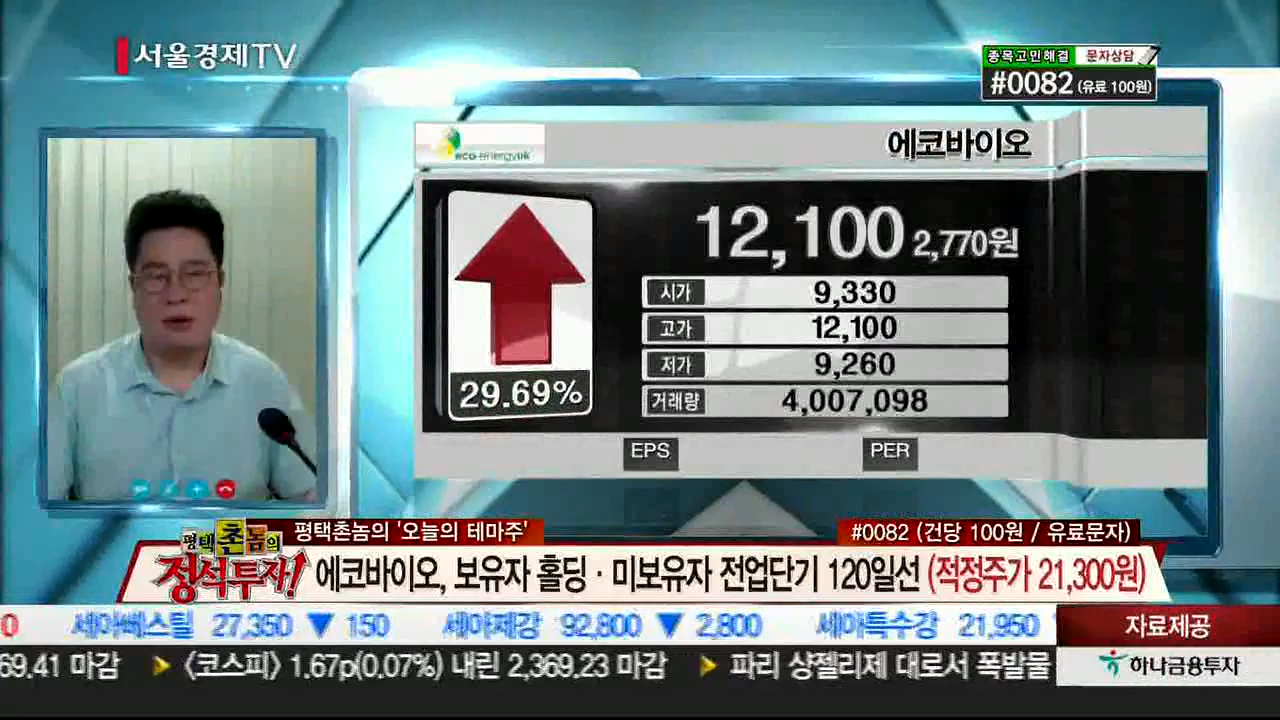 서울경제TV
종목고민해결 문자상담
#0082 (유료 100원)
eco-energyuk
에코바이오
12,100 2,770원
29.69%
시가 9,330
고가 12,100
저가 9,260
거래량 4,007,098
EPS PER
평택촌놈의 정석투자!
평택촌놈의 '오늘의 테마주'
#0082 (건당 100원 / 유료문자)
에코바이오, 보유자 홀딩·미보유자 전업단기 120일선 (적정주가 21,300원)
0 세아베스틸 27,350 ▼ 150 세아제강 92,800 ▼ 2,800 세아특수강 21,950
자료제공
69.41 마감 ▶ 〈코스피〉 1.67p(0.07%) 내린 2,369.23 마감 ▶ 파리 샹젤리제 대로서 폭발물
하나금융투자